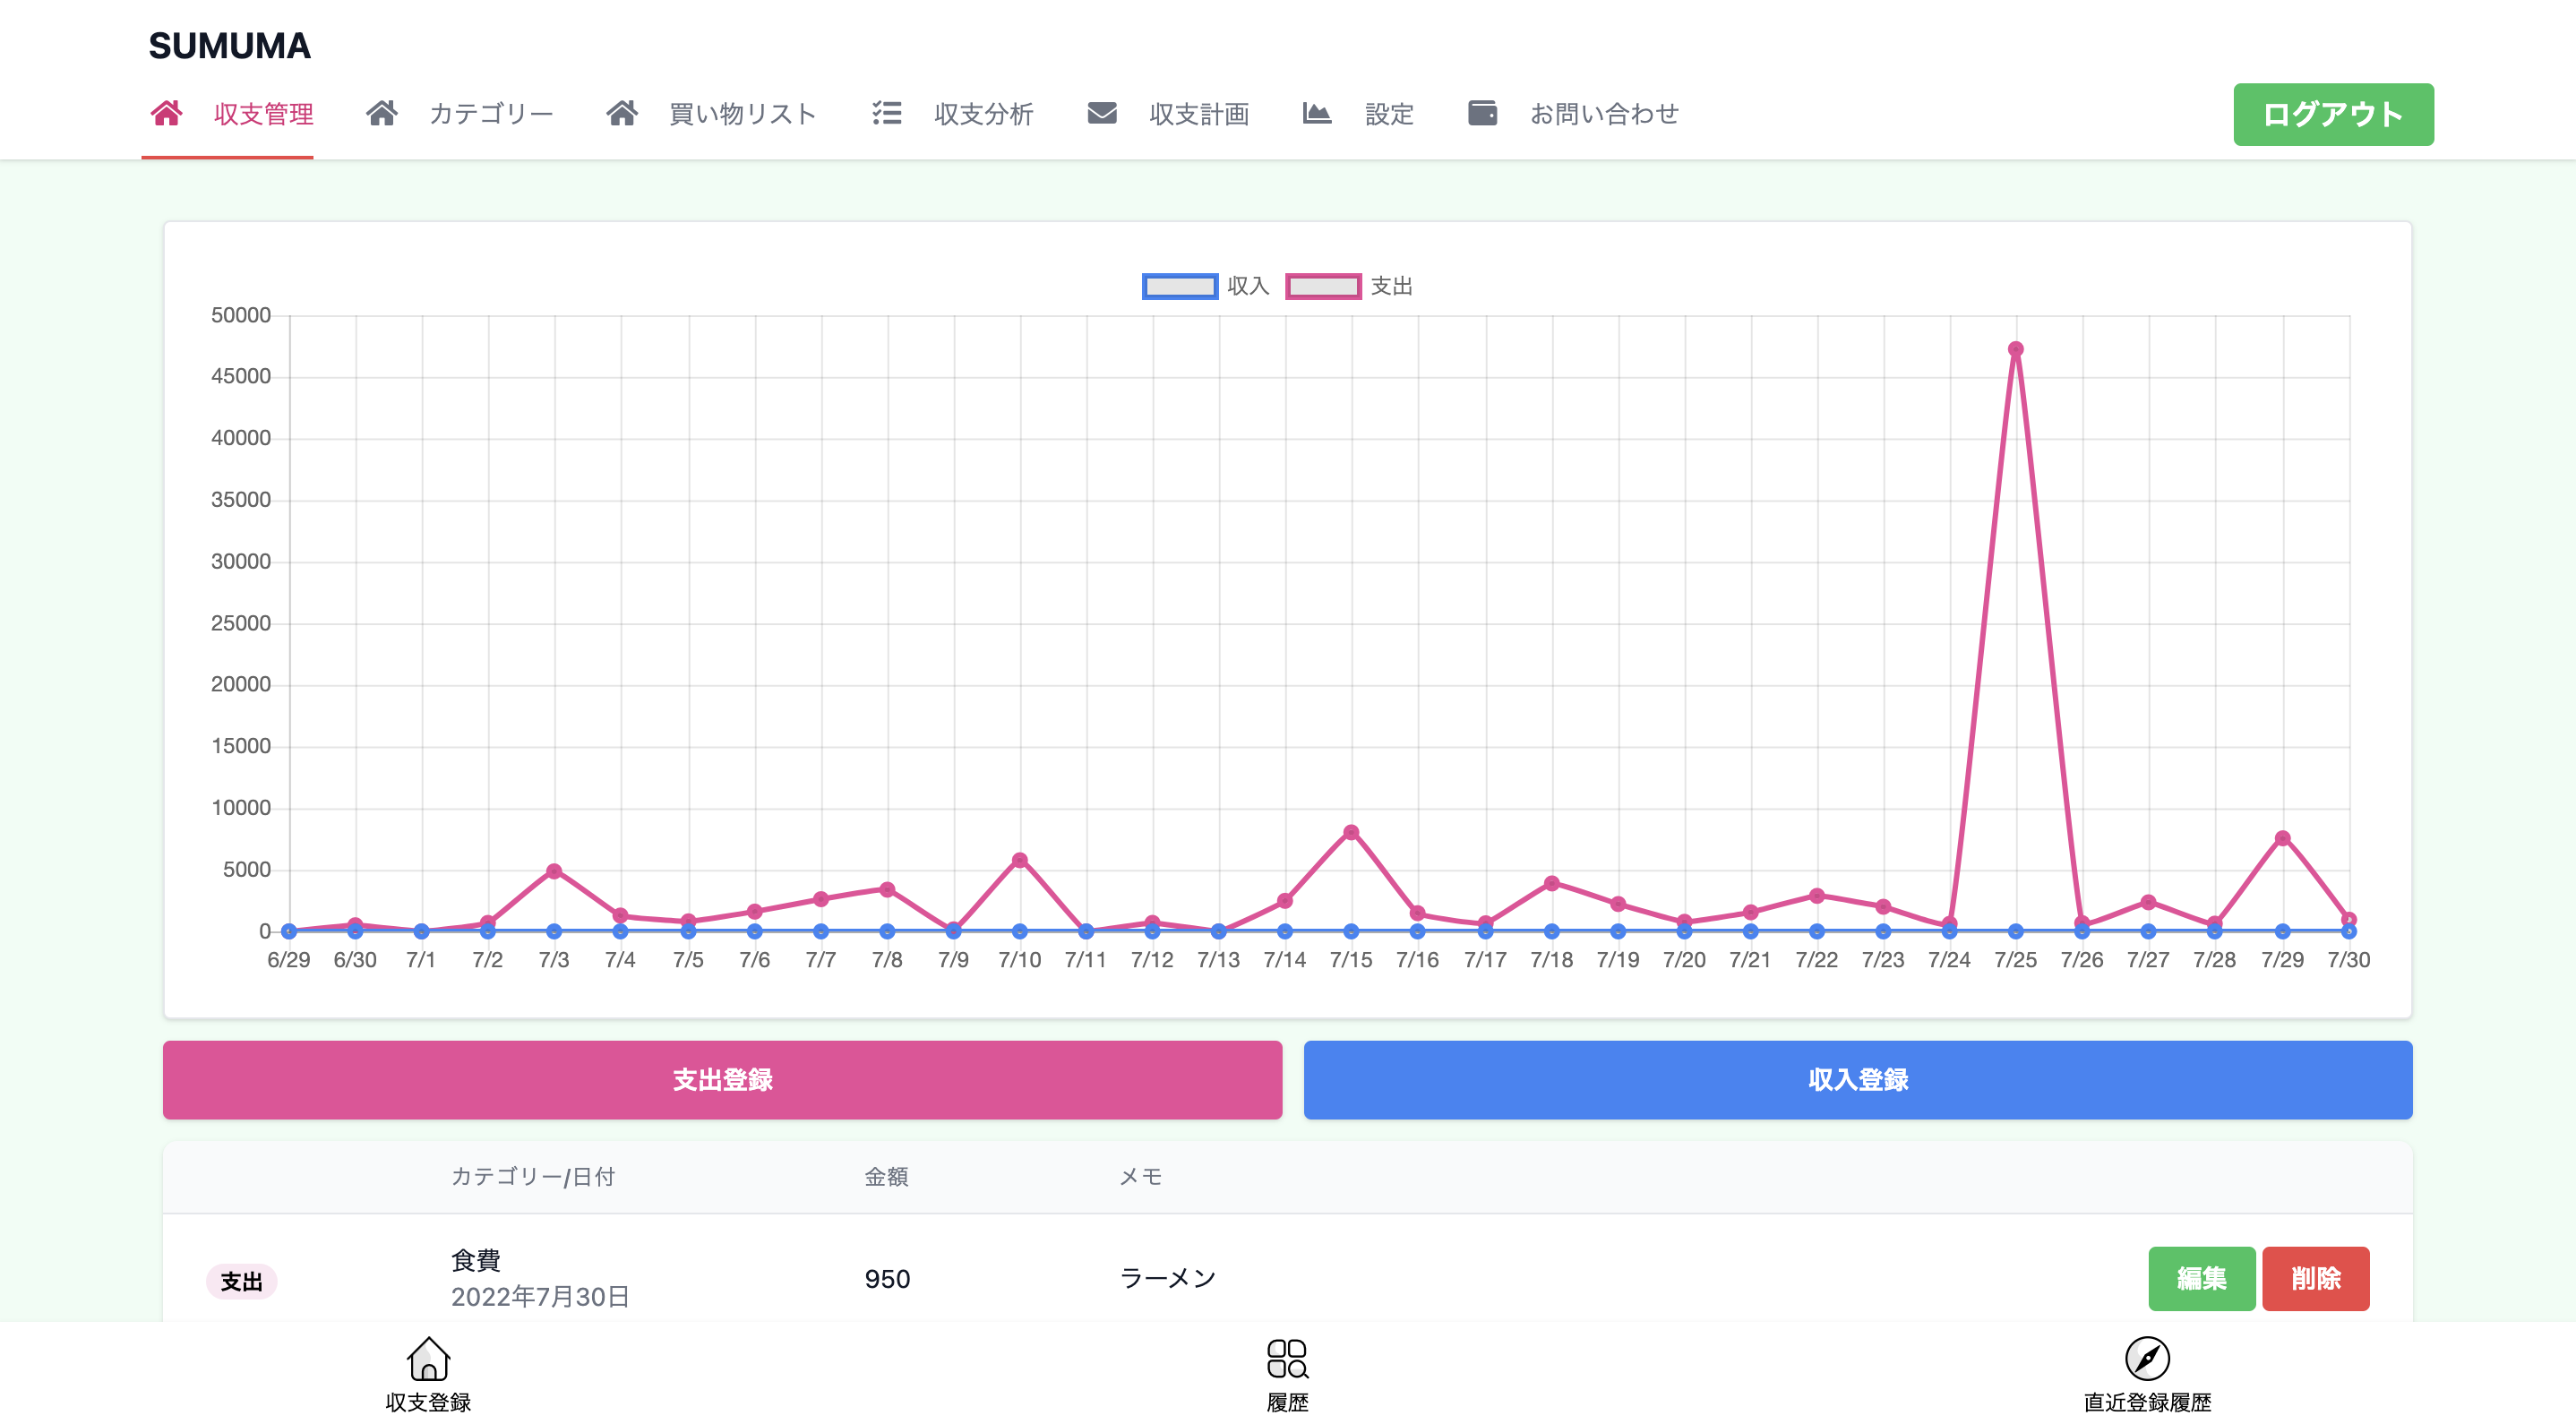 SUMUMA
収支管理 カテゴリー 買い物リスト 収支分析 収支計画 設定 お問い合わせ ログアウト
収入 支出
50000
45000
40000
35000
30000
25000
20000
15000
10000
5000
0
6/29 6/30 7/1 7/2 7/3 7/4 7/5 7/6 7/7 7/8 7/9 7/10 7/11 7/12 7/13 7/14 7/15 7/16 7/17 7/18 7/19 7/20 7/21 7/22 7/23 7/24 7/25 7/26 7/27 7/28 7/29 7/30
支出登録 収入登録
カテゴリー/日付 金額 メモ
支出 食費 950 ラーメン 編集 削除
2022年7月30日
収支登録 履歴 直近登録履歴